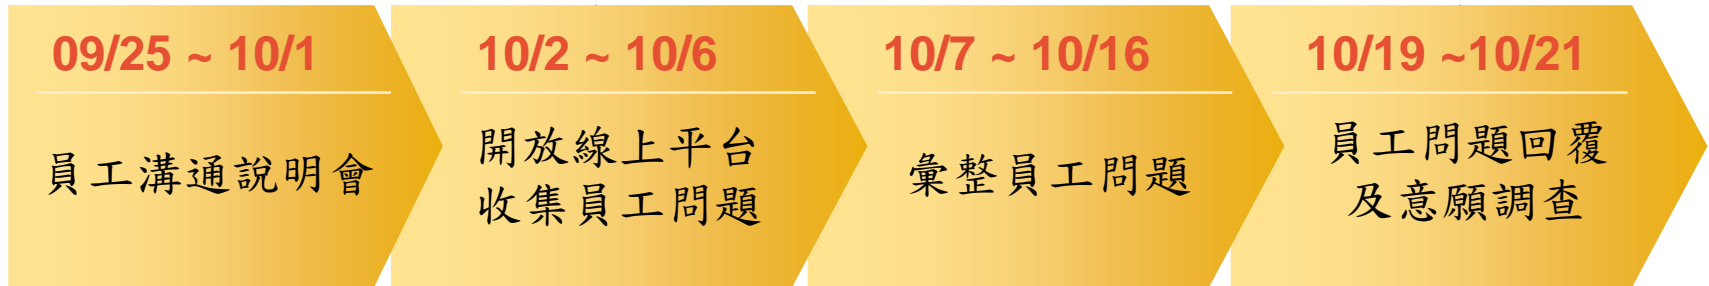 09/25 ~ 10/1
員工溝通說明會
10/2 ~ 10/6
開放線上平台
收集員工問題
10/7 ~ 10/16
彙整員工問題
10/19 ~10/21
員工問題回覆
及意願調查